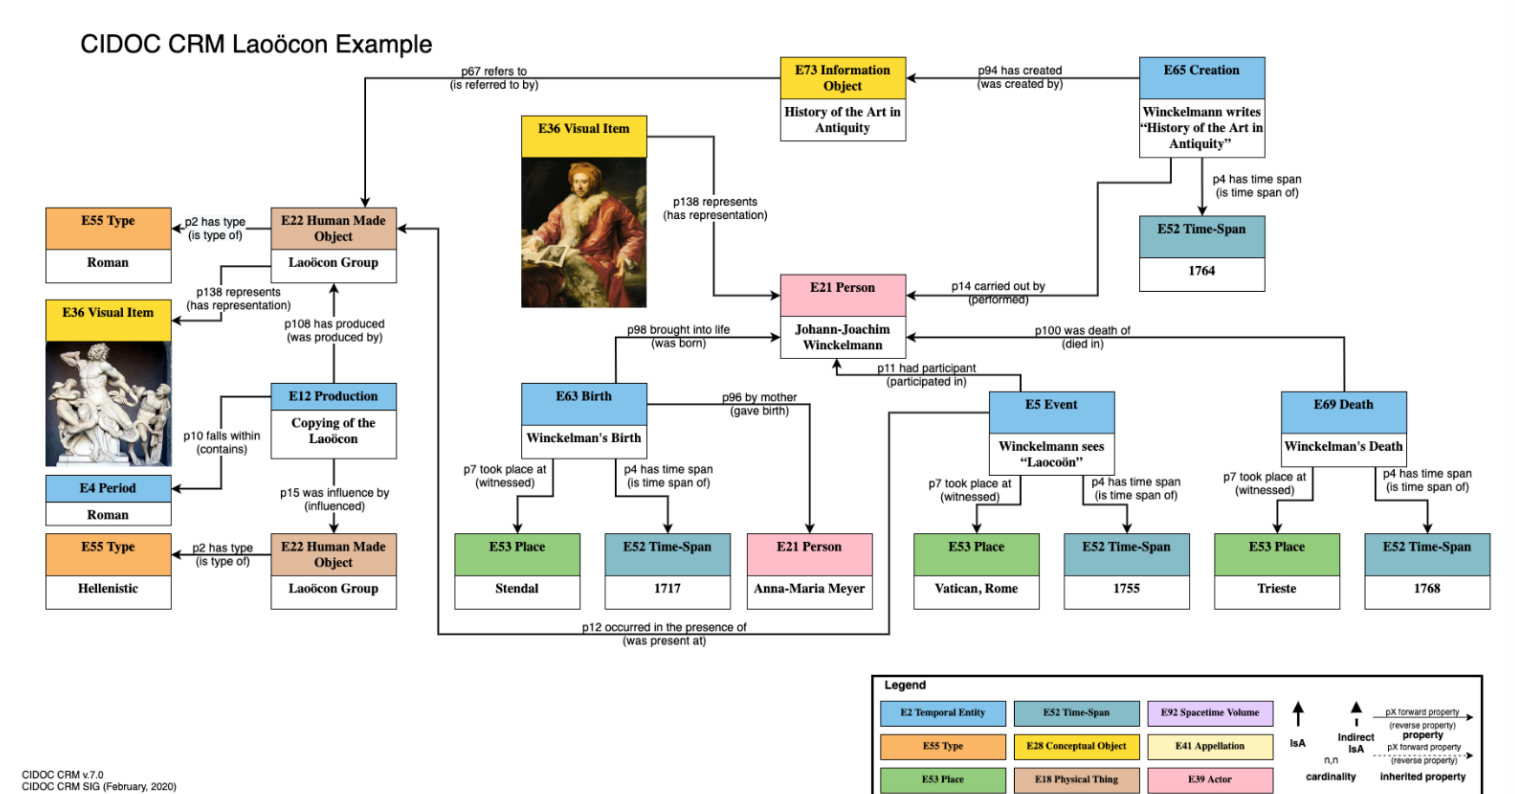 CIDOC CRM Laoöcon Example
p67 refers to
(is referred to by)
E73 Information
Object
History of the Art in
Antiquity
p94 has created
(was created by)
E65 Creation
Winckelmann writes
“History of the Art in
Antiquity”
E36 Visual Item
p138 represents
(has representation)
p4 has time span
(is time span of)
E52 Time-Span
1764
E55 Type
Roman
p2 has type
(is type of)
E22 Human Made
Object
Laoöcon Group
p138 represents
(has representation)
E36 Visual Item
p108 has produced
(was produced by)
E21 Person
Johann-Joachim
Winckelmann
p14 carried out by
(performed)
p98 brought into life
(was born)
p100 was death of
(died in)
p11 had participant
(participated in)
E12 Production
Copying of the
Laoöcon
p10 falls within
(contains)
E63 Birth
Winckelman's Birth
p96 by mother
(gave birth)
E5 Event
Winckelmann sees
“Laocoön”
E69 Death
Winckelman's Death
E4 Period
Roman
p15 was influence by
(influenced)
p7 took place at
(witnessed)
p4 has time span
(is time span of)
p7 took place at
(witnessed)
p4 has time span
(is time span of)
p7 took place at
(witnessed)
p4 has time span
(is time span of)
E55 Type
Hellenistic
p2 has type
(is type of)
E22 Human Made
Object
Laoöcon Group
E53 Place
Stendal
E52 Time-Span
1717
E21 Person
Anna-Maria Meyer
E53 Place
Vatican, Rome
E52 Time-Span
1755
E53 Place
Trieste
E52 Time-Span
1768
p12 occurred in the presence of
(was present at)
Legend
E2 Temporal Entity
E52 Time-Span
E92 Spacetime Volume
E55 Type
E28 Conceptual Object
E41 Appellation
E53 Place
E18 Physical Thing
E39 Actor
IsA
Indirect
IsA
n,n
cardinality
pX forward property
(reverse property)
property
pX forward property
(reverse property)
inherited property
CIDOC CRM v.7.0
CIDOC CRM SIG (February, 2020)